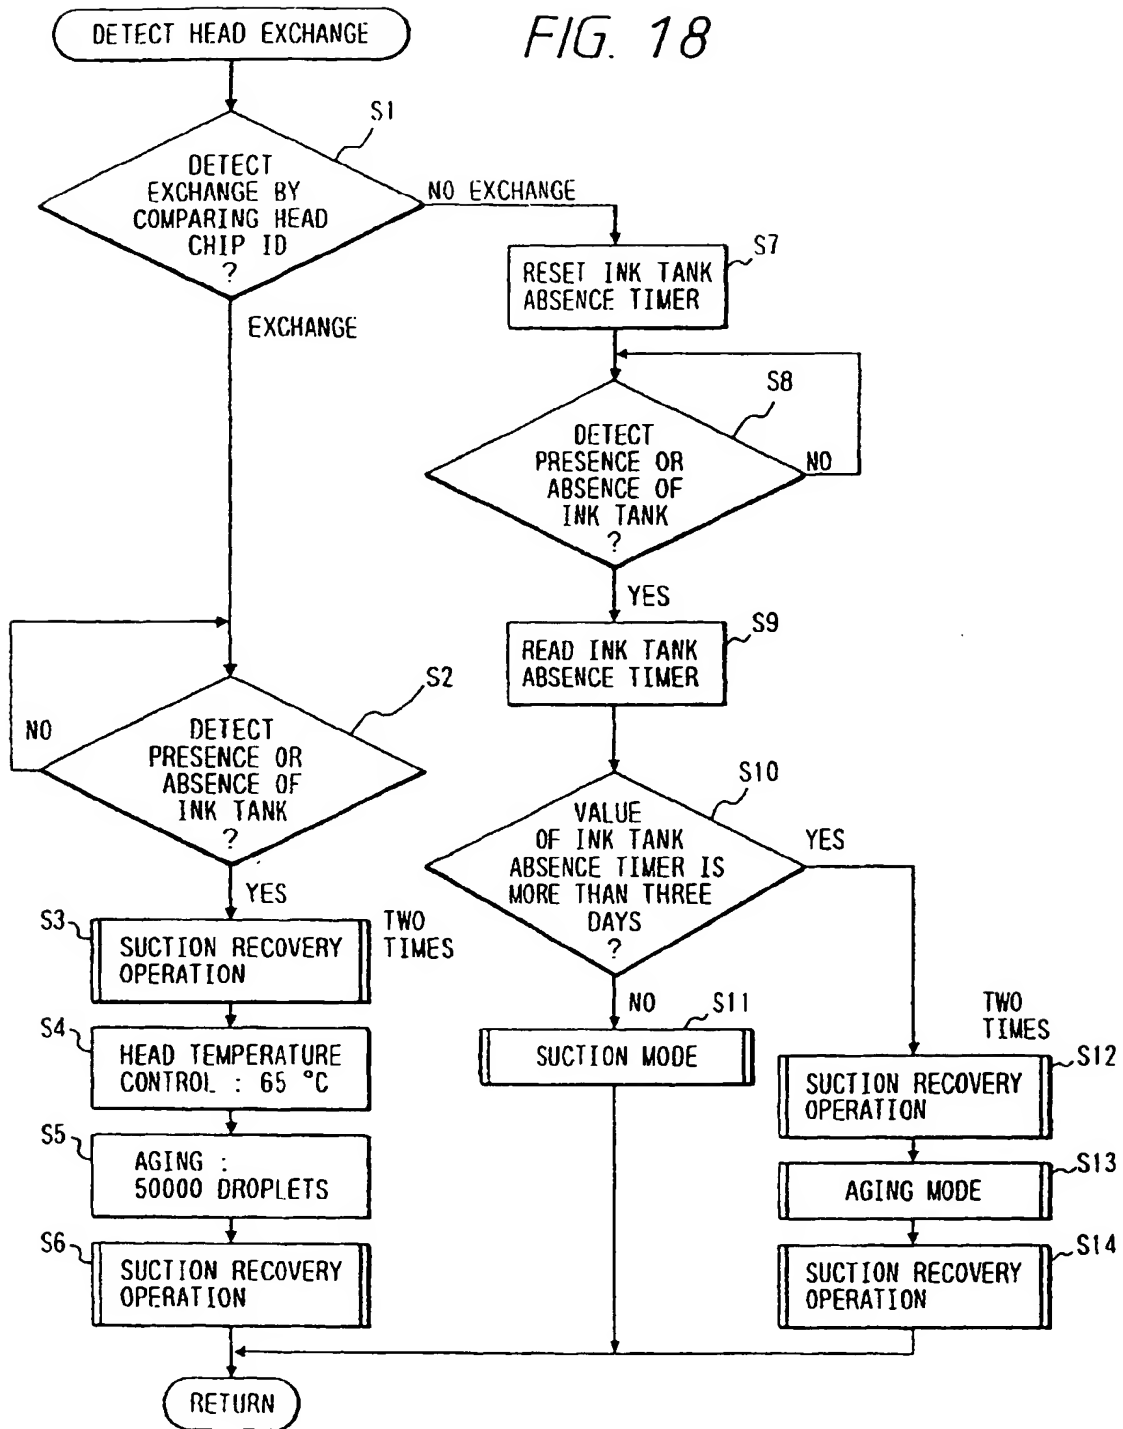 DETECT HEAD EXCHANGE
FIG. 18
S1
DETECT
EXCHANGE BY
COMPARING HEAD
CHIP ID
?
NO EXCHANGE
EXCHANGE
S7
RESET INK TANK
ABSENCE TIMER
S8
DETECT
PRESENCE OR
ABSENCE OF
INK TANK
?
NO
YES
S9
READ INK TANK
ABSENCE TIMER
S2
NO
DETECT
PRESENCE OR
ABSENCE OF
INK TANK
?
YES
S10
VALUE
OF INK TANK
ABSENCE TIMER IS
MORE THAN THREE
DAYS
?
YES
NO
S3
SUCTION RECOVERY
OPERATION
TWO
TIMES
S4
HEAD TEMPERATURE
CONTROL : 65 °C
S5
AGING :
50000 DROPLETS
S6
SUCTION RECOVERY
OPERATION
S11
SUCTION MODE
TWO
TIMES
S12
SUCTION RECOVERY
OPERATION
S13
AGING MODE
S14
SUCTION RECOVERY
OPERATION
RETURN